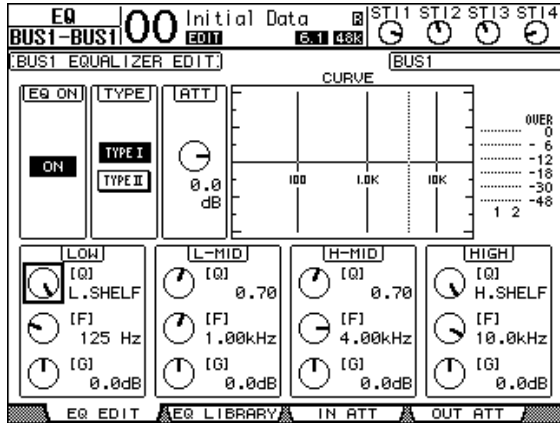 EQ
BUS1-BUS1
00 Initial Data
EDIT 6.1 48K
STI1 STI2 STI3 STI4
BUS1 EQUALIZER EDIT
BUS1
EQ ON
ON
TYPE
TYPE I
TYPE II
ATT
0.0
dB
CURVE
100 1.0K 10K
OVER
0
- 6
-12
-18
-30
-48
1 2
LOW
[Q]
L.SHELF
[F]
125 Hz
[G]
0.0dB
L-MID
[Q]
0.70
[F]
1.00kHz
[G]
0.0dB
H-MID
[Q]
0.70
[F]
4.00kHz
[G]
0.0dB
HIGH
[Q]
H.SHELF
[F]
10.0kHz
[G]
0.0dB
EQ EDIT EQ LIBRARY IN ATT OUT ATT